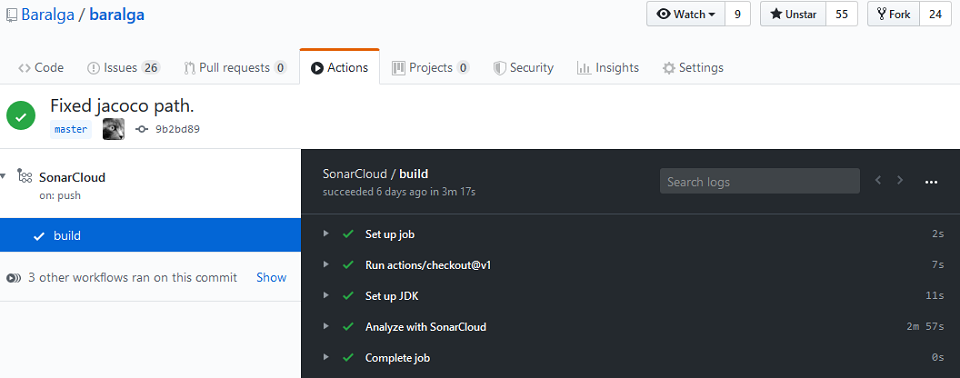 Baralga / baralga
Watch 9 Unstar 55 Fork 24
Code Issues 26 Pull requests 0 Actions Projects 0 Security Insights Settings
Fixed jacoco path.
master 9b2bd89
SonarCloud
on: push
build
3 other workflows ran on this commit Show
SonarCloud / build
succeeded 6 days ago in 3m 17s
Search logs
Set up job 2s
Run actions/checkout@v1 7s
Set up JDK 11s
Analyze with SonarCloud 2m 57s
Complete job 0s